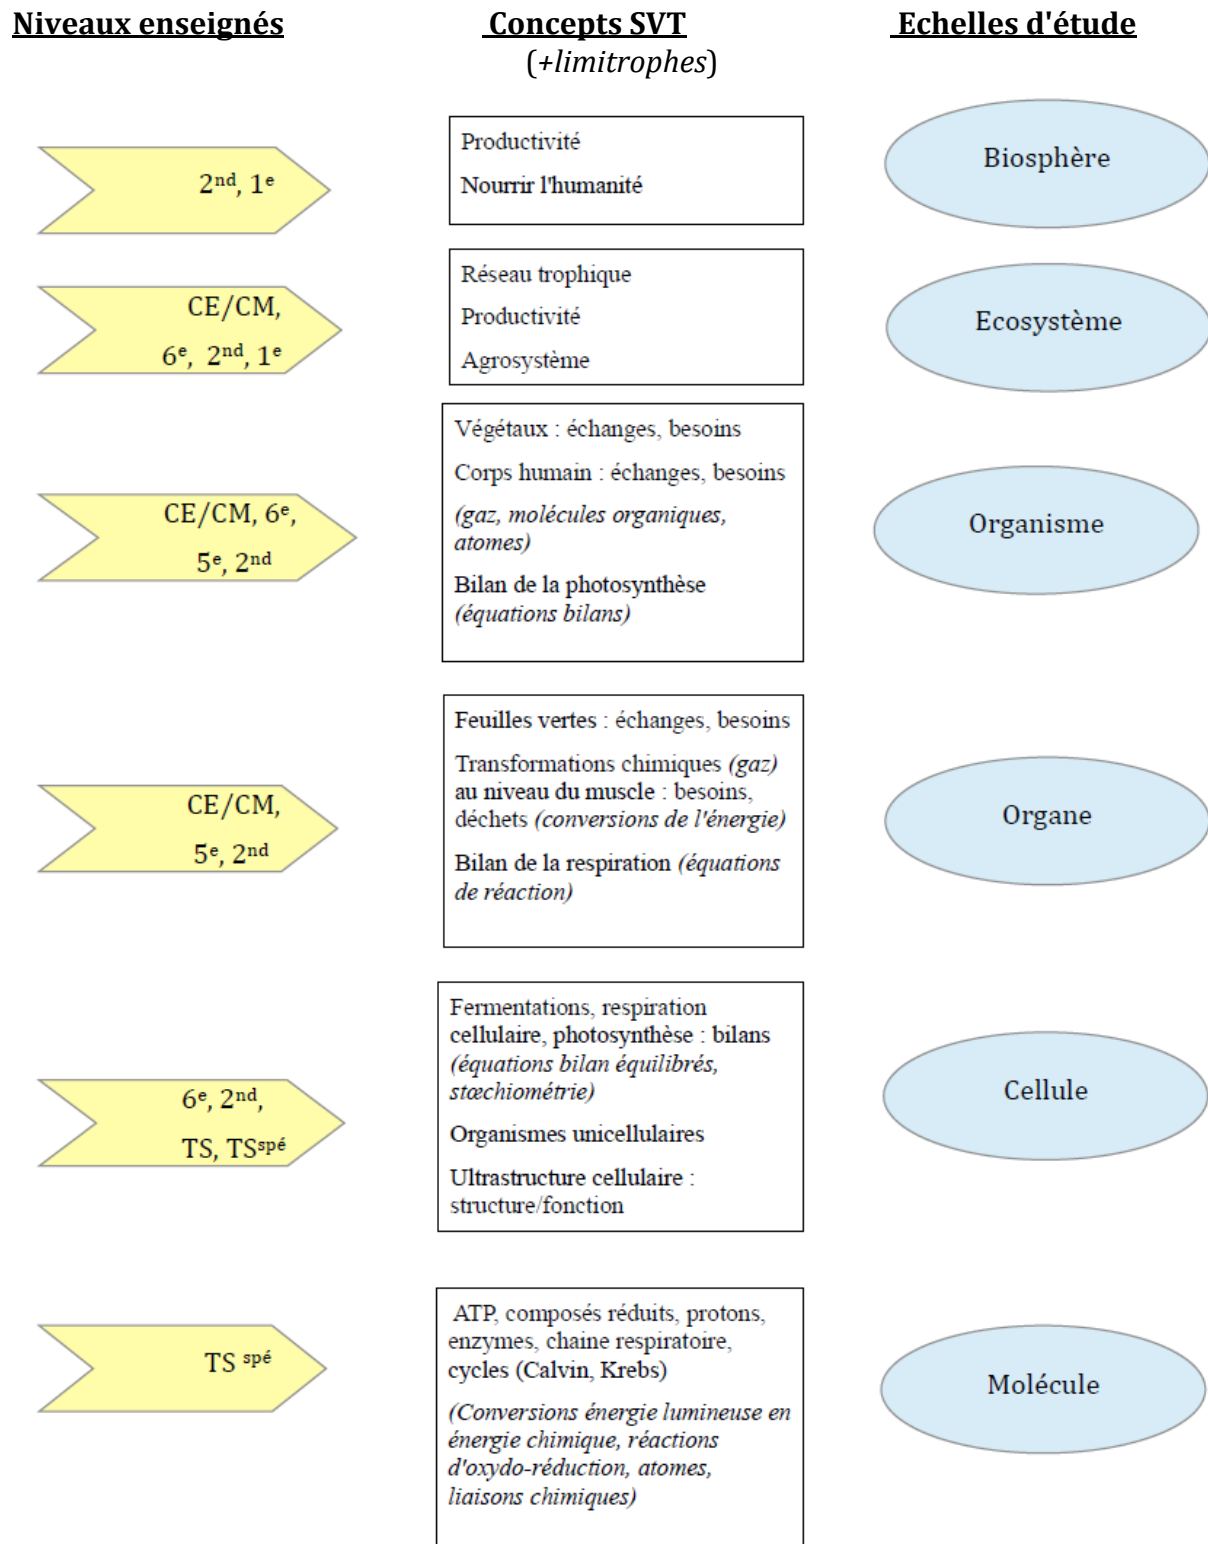 Niveaux enseignés
Concepts SVT
Echelles d'étude
(+limitrophes)
2nd, 1e
Productivité
Nourrir l'humanité
Biosphère
CE/CM,
6e, 2nd, 1e
Réseau trophique
Productivité
Agrosystème
Ecosystème
CE/CM, 6e,
5e, 2nd
Végétaux : échanges, besoins
Corps humain : échanges, besoins
(gaz, molécules organiques,
atomes)
Bilan de la photosynthèse
(équations bilans)
Organisme
CE/CM,
5e, 2nd
Feuilles vertes : échanges, besoins
Transformations chimiques (gaz)
au niveau du muscle : besoins,
déchets (conversions de l'énergie)
Bilan de la respiration (équations
de réaction)
Organe
6e, 2nd,
TS, TSspé
Fermentations, respiration
cellulaire, photosynthèse : bilans
(équations bilan équilibrés,
stœchiométrie)
Organismes unicellulaires
Ultrastructure cellulaire :
structure/fonction
Cellule
TS spé
ATP, composés réduits, protons,
enzymes, chaine respiratoire,
cycles (Calvin, Krebs)
(Conversions énergie lumineuse en
énergie chimique, réactions
d'oxydo-réduction, atomes,
liaisons chimiques)
Molécule